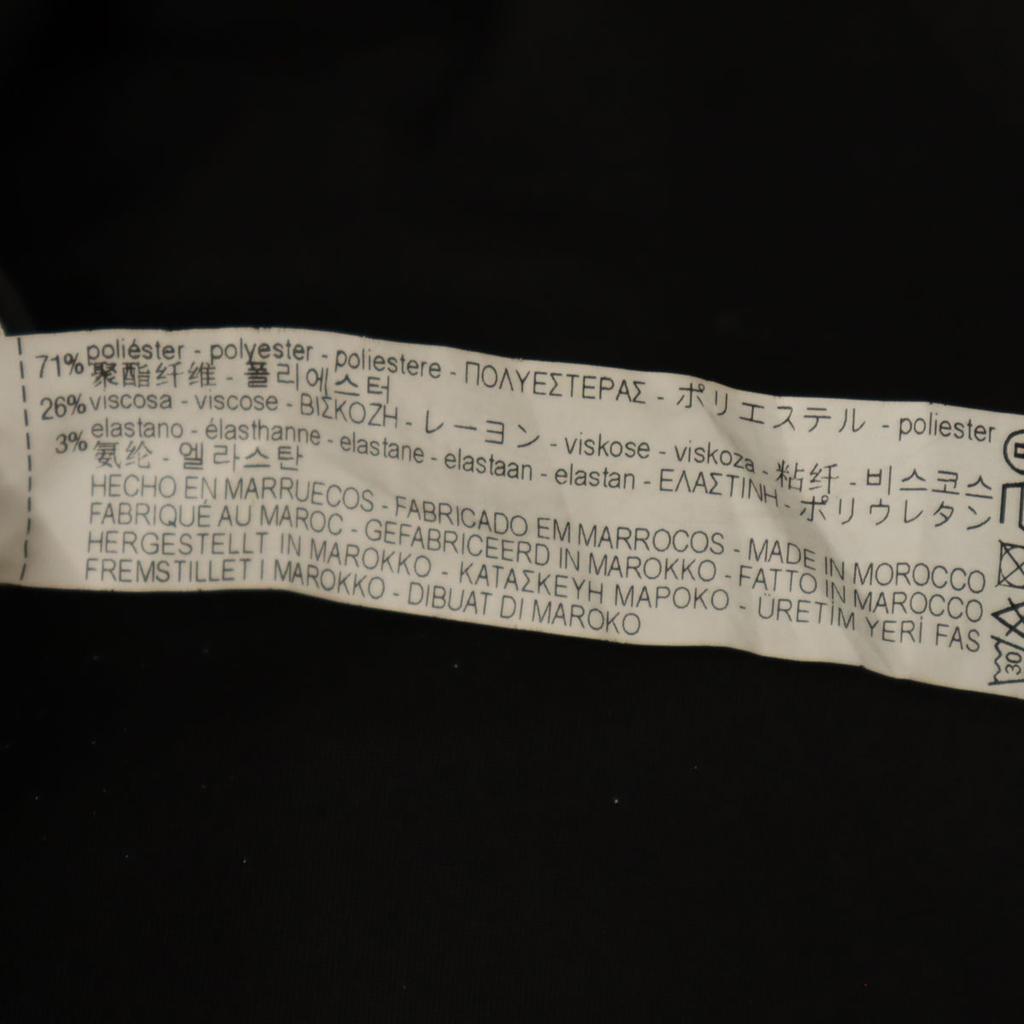 71% poliéster - polyester - poliestere - ΠΟΛΥΕΣΤΕΡΑΣ - ポリエステル - poliester
聚酯纤维 - 폴리에스터
26% viscosa - viscose - ΒΙΣΚΟΖΗ - レーヨン - viskose - viskoza - 粘纤 - 비스코스
3% elastano - élasthanne - elastane - elastaan - elastan - ΕΛΑΣΤΙΝΗ - ポリウレタン
氨纶 - 엘라스탄
HECHO EN MARRUECOS - FABRICADO EM MARROCOS - MADE IN MOROCCO
FABRIQUÉ AU MAROC - GEFABRICEERD IN MAROKKO - FATTO IN MAROCCO
HERGESTELLT IN MAROKKO - ΚΑΤΑΣΚΕΥΗ ΜΑΡΟΚΟ - ÜRETİM YERİ FAS
FREMSTILLET I MAROKKO - DIBUAT DI MAROKO
30